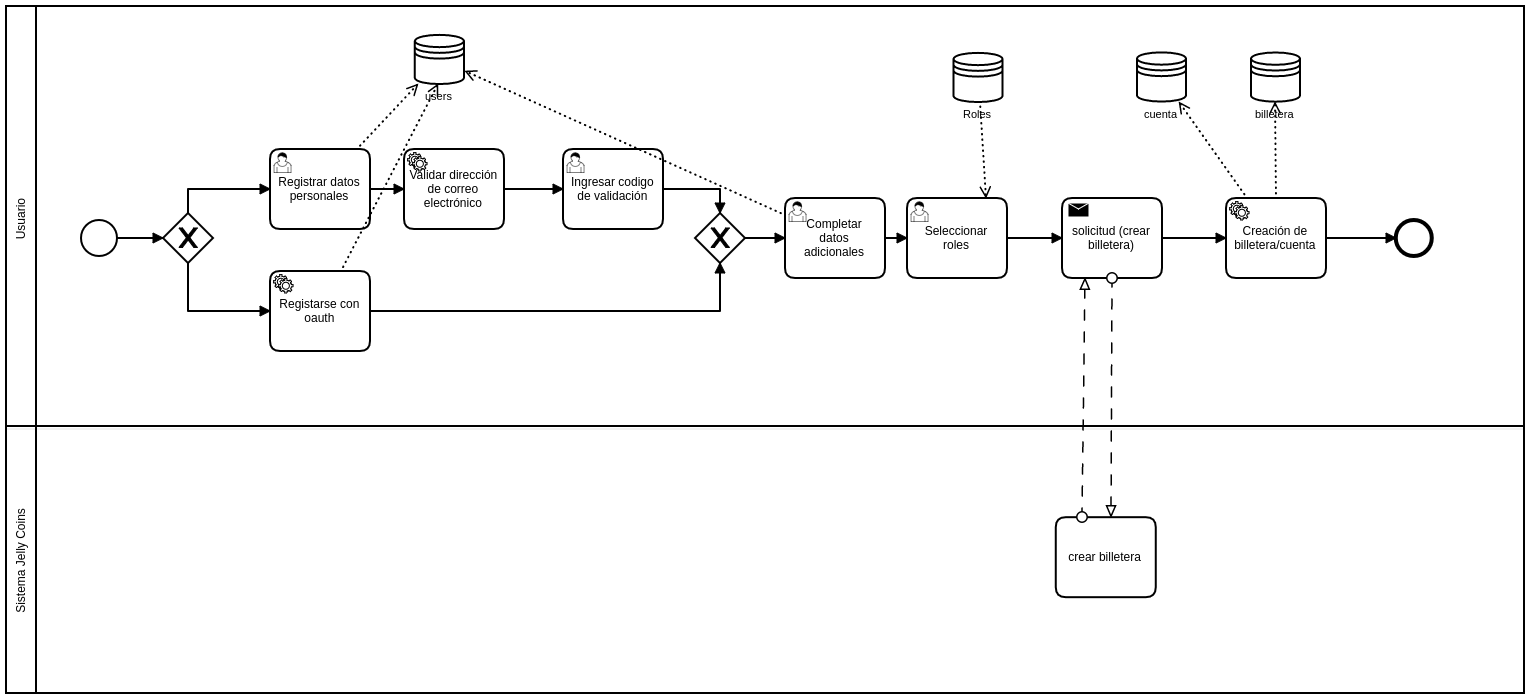 Usuario
users
Roles
cuenta
billetera
Registrar datos
personales
Validar dirección
de correo
electrónico
Ingresar codigo
de validación
Registarse con
oauth
Completar
datos
adicionales
Seleccionar
roles
solicitud (crear
billetera)
Creación de
billetera/cuenta
Sistema Jelly Coins
crear billetera